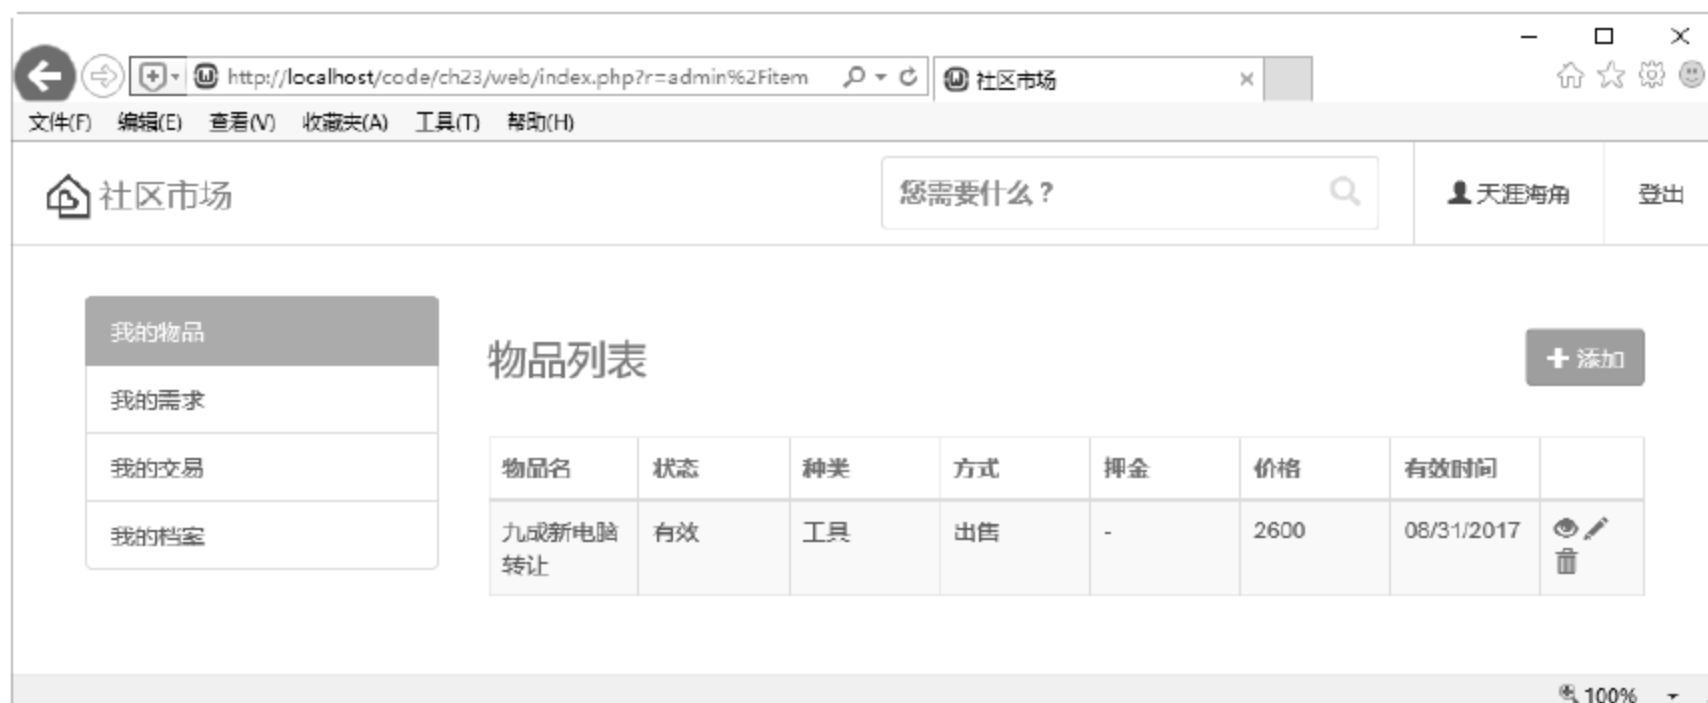 http://localhost/code/ch23/web/index.php?r=admin%2Fitem
社区市场
文件(F) 编辑(E) 查看(V) 收藏夹(A) 工具(T) 帮助(H)
社区市场
您需要什么？
天涯海角
登出
我的物品
我的需求
我的交易
我的档案
物品列表
添加
物品名 状态 种类 方式 押金 价格 有效时间
九成新电脑转让 有效 工具 出售 - 2600 08/31/2017
100%